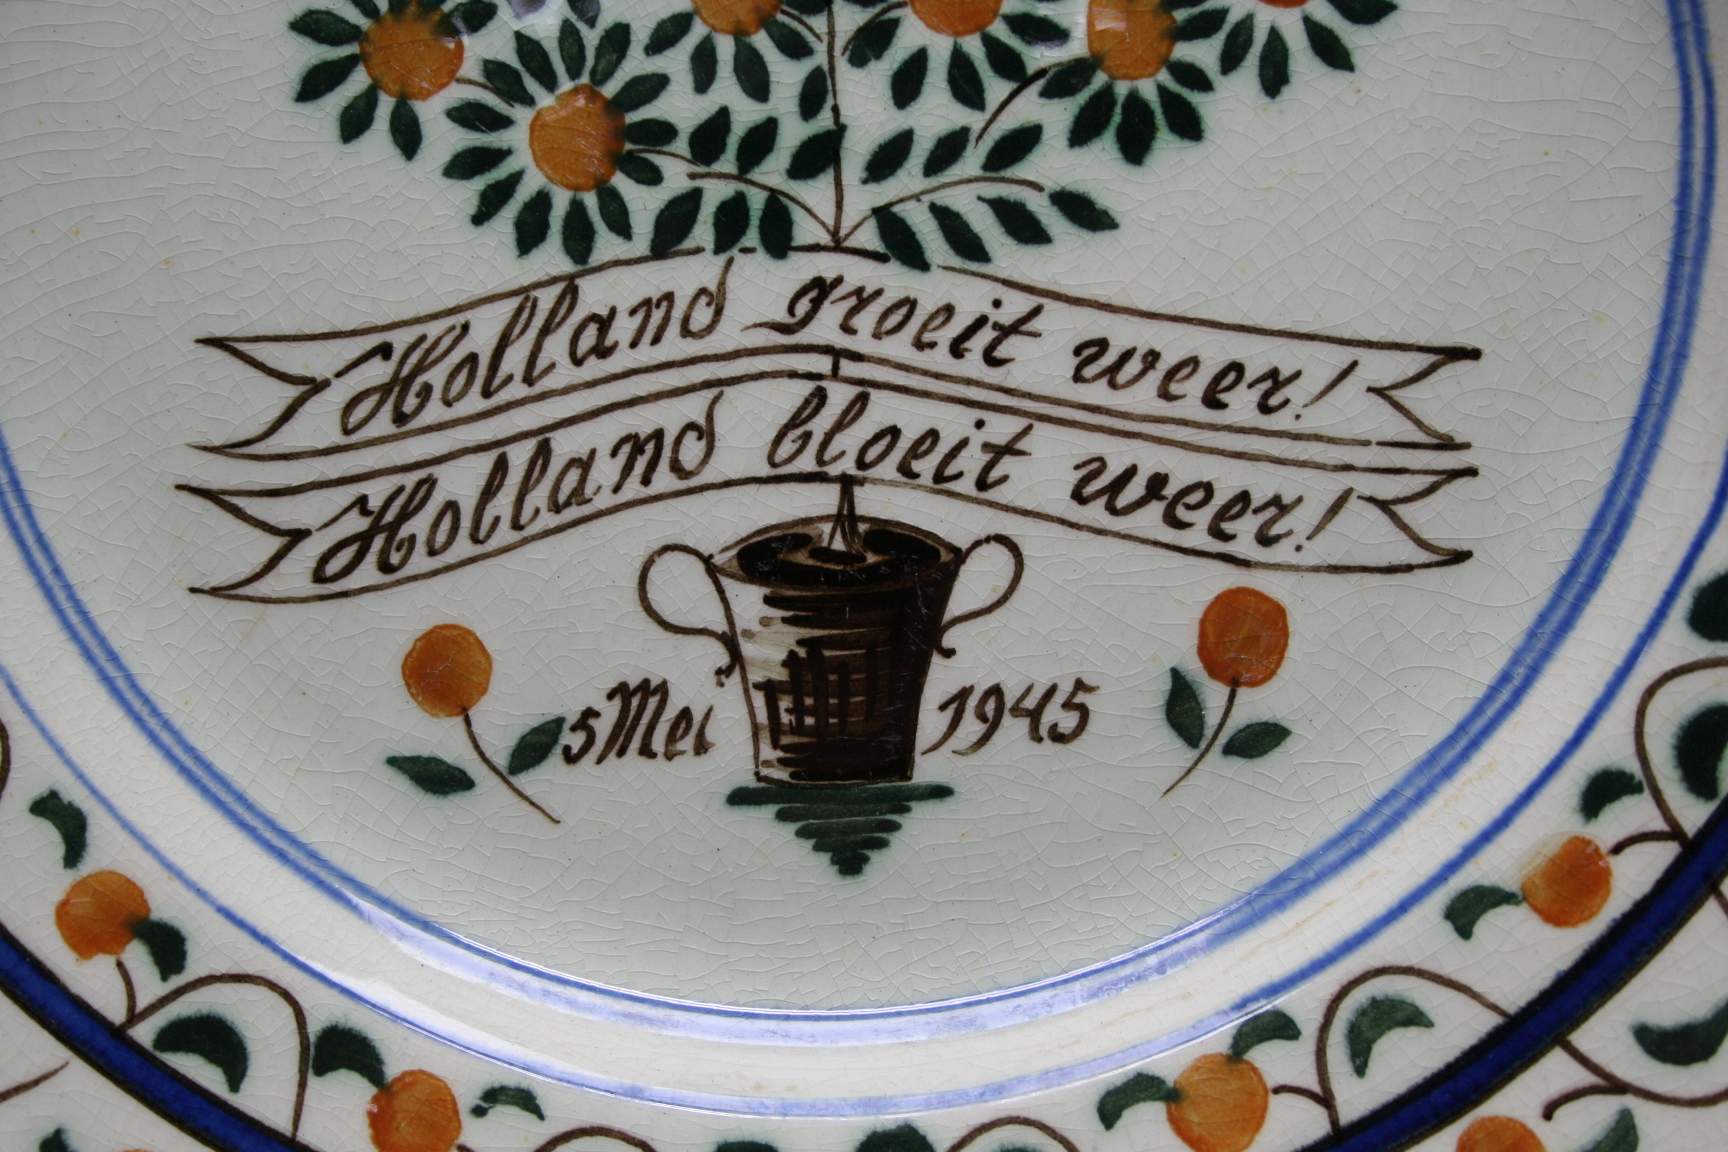 Holland groeit weer!
Holland bloeit weer!
5 Mei 1945